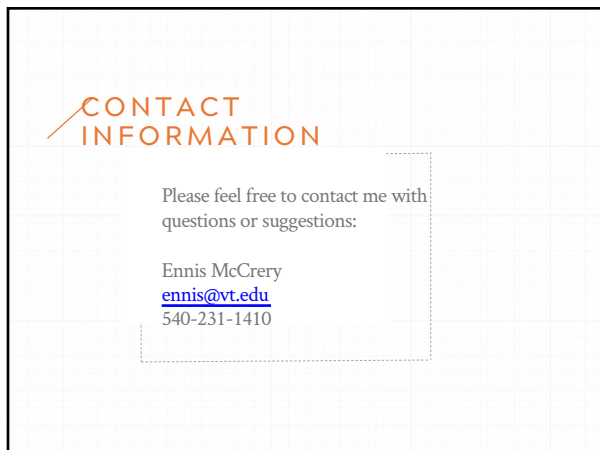 CONTACT
INFORMATION
Please feel free to contact me with
questions or suggestions:
Ennis McCrery
ennis@vt.edu
540-231-1410